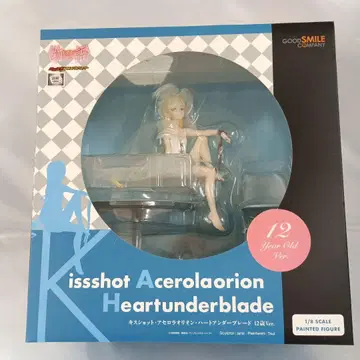 GOOD SMILE
COMPANY
12
Year Old
Ver.
Kissshot Acerolaorion
Heartunderblade
キスショット・アセロラオリオン・ハートアンダーブレード 12歳Ver.
1/8 SCALE
PAINTED FIGURE